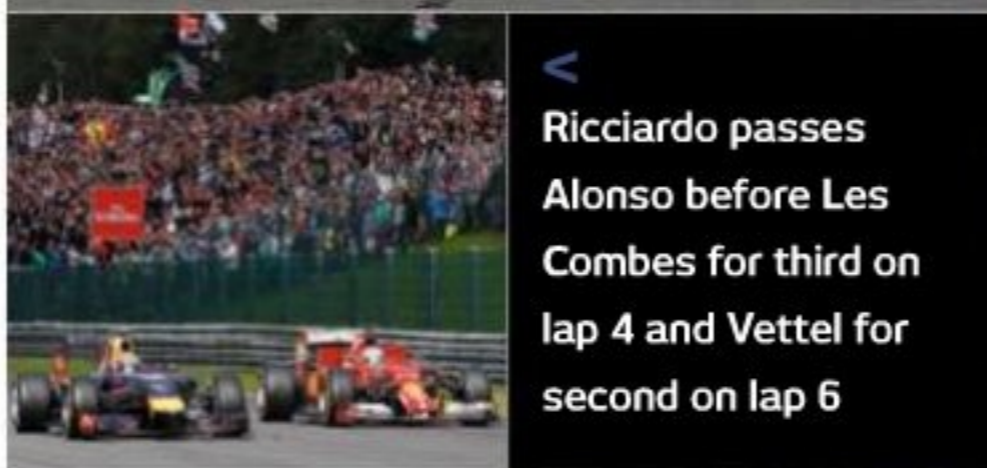 <
Ricciardo passes
Alonso before Les
Combes for third on
lap 4 and Vettel for
second on lap 6